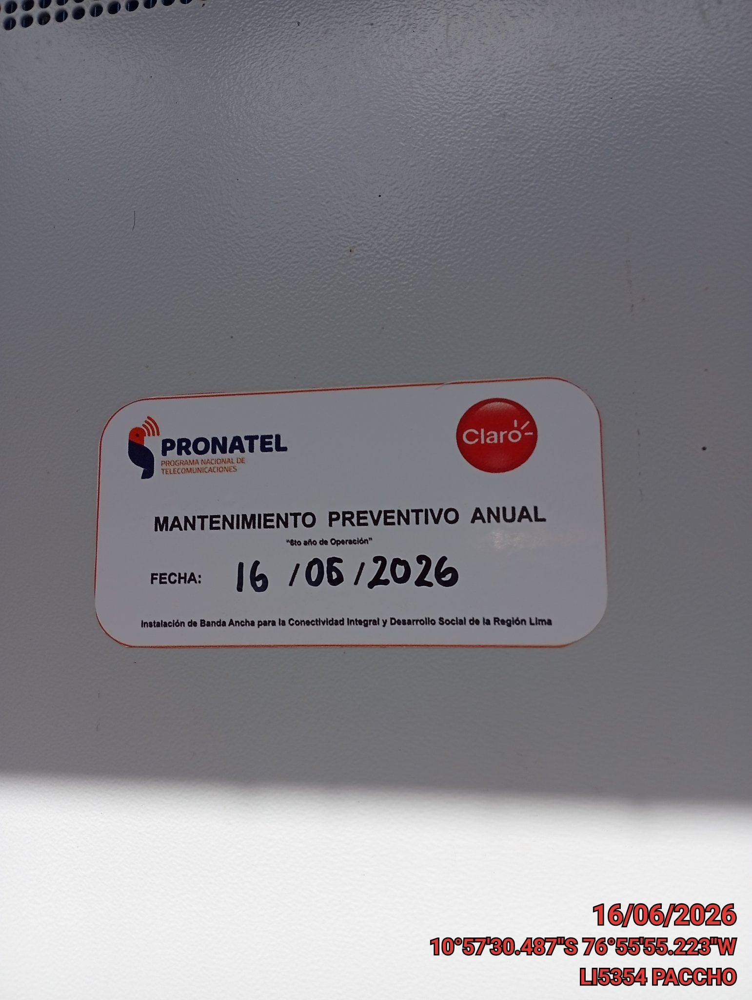 PRONATEL
PROGRAMA NACIONAL DE
TELECOMUNICACIONES
Claro
MANTENIMIENTO PREVENTIVO ANUAL
"6to año de Operación"
FECHA: 16 / 06 / 2026
Instalación de Banda Ancha para la Conectividad Integral y Desarrollo Social de la Región Lima
16/06/2026
10°57'30.487"S 76°55'55.223"W
LI5354 PACCHO